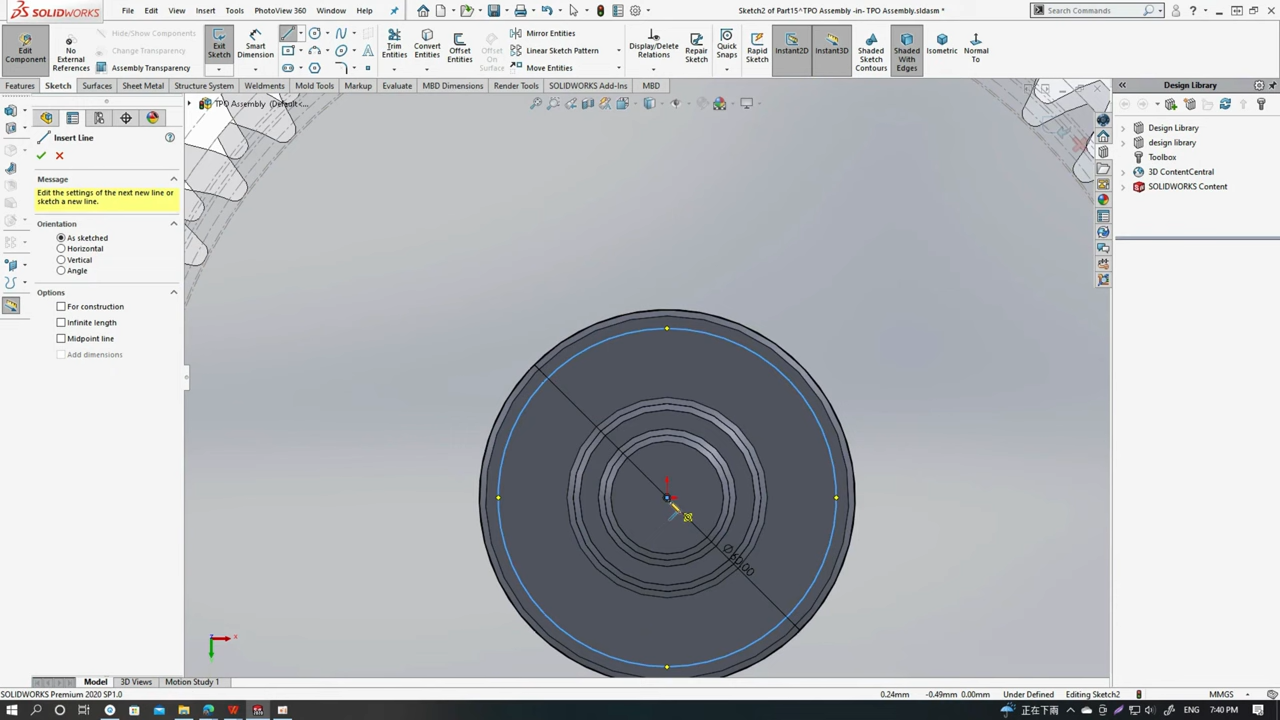 SOLIDWORKS
File
Edit
View
Insert
Tools
PhotoView 360
Window
Help
Sketch2 of Part15^TPO Assembly -in- TPO Assembly.sldasm *
Search Commands
Edit
Component
No
External
References
Hide/Show Components
Change Transparency
Assembly Transparency
Exit
Sketch
Smart
Dimension
Trim
Entities
Convert
Entities
Offset
Entities
Offset
On
Surface
Mirror Entities
Linear Sketch Pattern
Move Entities
Display/Delete
Relations
Repair
Sketch
Quick
Snaps
Rapid
Sketch
Instant2D
Instant3D
Shaded
Sketch
Contours
Shaded
With
Edges
Isometric
Normal
To
Features
Sketch
Surfaces
Sheet Metal
Structure System
Weldments
Mold Tools
Markup
Evaluate
MBD Dimensions
Render Tools
SOLIDWORKS Add-Ins
MBD
Design Library
TPO Assembly (Default<...
Insert Line
Message
Edit the settings of the next new line or
sketch a new line.
Orientation
As sketched
Horizontal
Vertical
Angle
Options
For construction
Infinite length
Midpoint line
Add dimensions
Design Library
design library
Toolbox
3D ContentCentral
SOLIDWORKS Content
x
Model
3D Views
Motion Study 1
SOLIDWORKS Premium 2020 SP1.0
0.24mm
-0.49mm
0.00mm
Under Defined
Editing Sketch2
MMGS
正在下雨
ENG
7:40 PM